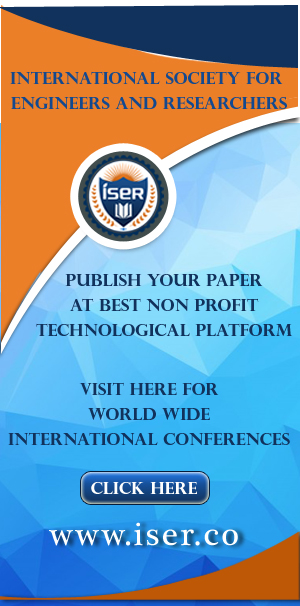 INTERNATIONAL SOCIETY FOR
ENGINEERS AND RESEARCHERS
iSER
PUBLISH YOUR PAPER
AT BEST NON PROFIT
TECHNOLOGICAL PLATFORM
VISIT HERE FOR
WORLD WIDE
INTERNATIONAL CONFERENCES
CLICK HERE
www.iser.co